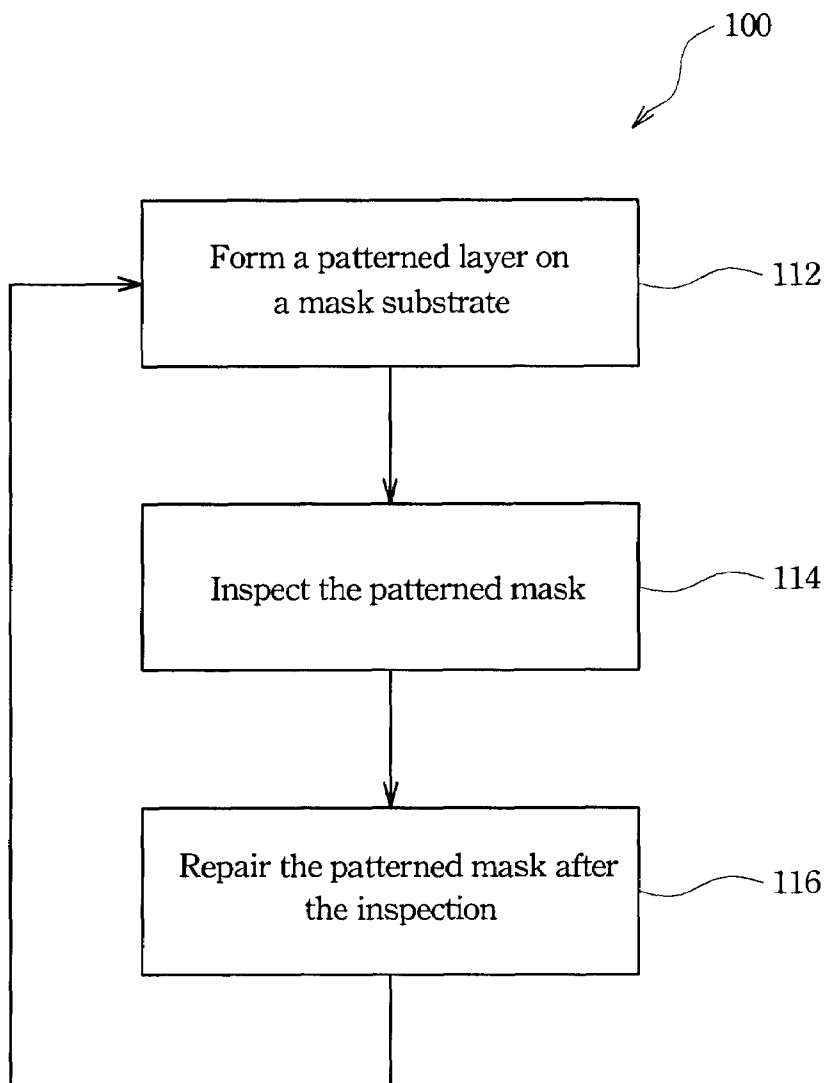 100
Form a patterned layer on
a mask substrate
112
Inspect the patterned mask
114
Repair the patterned mask after
the inspection
116